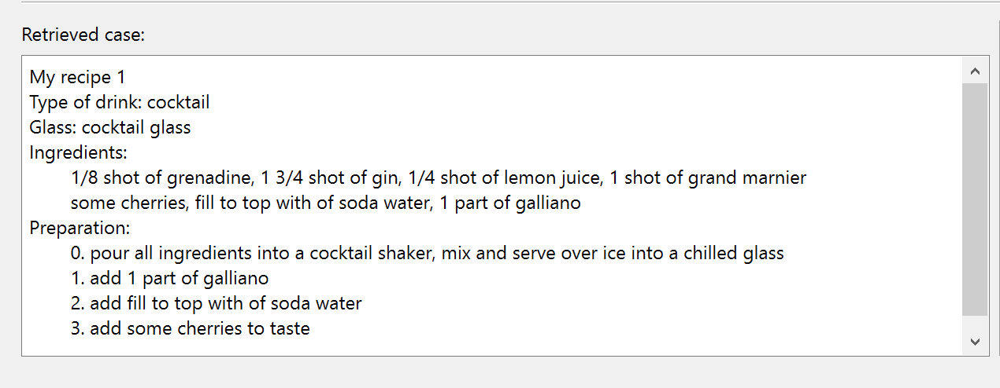 Retrieved case:
My recipe 1
Type of drink: cocktail
Glass: cocktail glass
Ingredients:
1/8 shot of grenadine, 1 3/4 shot of gin, 1/4 shot of lemon juice, 1 shot of grand marnier
some cherries, fill to top with of soda water, 1 part of galliano
Preparation:
0. pour all ingredients into a cocktail shaker, mix and serve over ice into a chilled glass
1. add 1 part of galliano
2. add fill to top with of soda water
3. add some cherries to taste